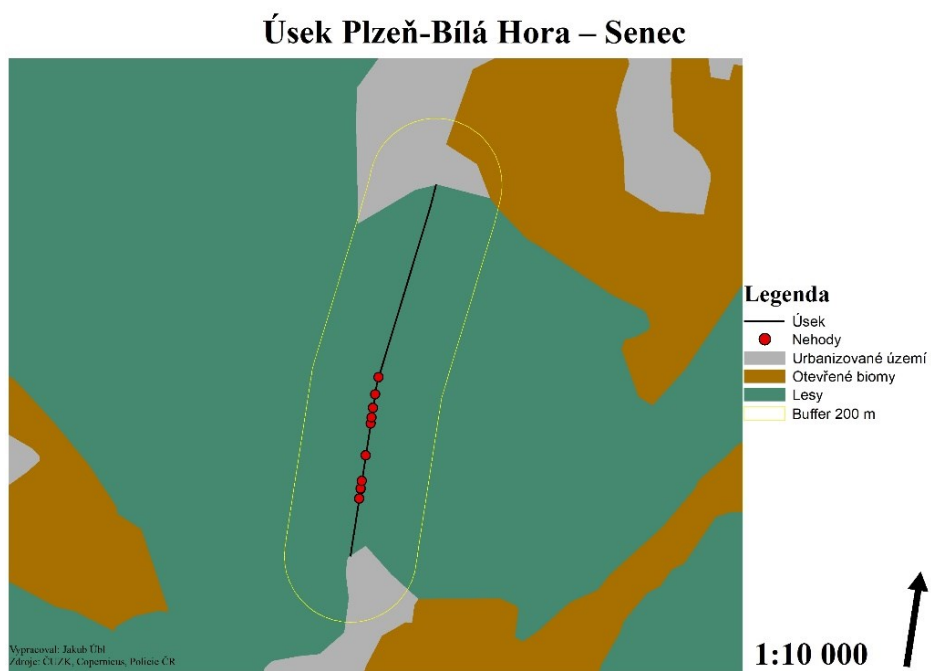 Úsek Plzeň-Bílá Hora – Senec
Legenda
Úsek
Nehody
Urbanizované území
Otevřené biomy
Lesy
Buffer 200 m
Vypracoval: Jakub Übl
Zdroje: ČÚZK, Copernicus, Policie ČR
1:10 000